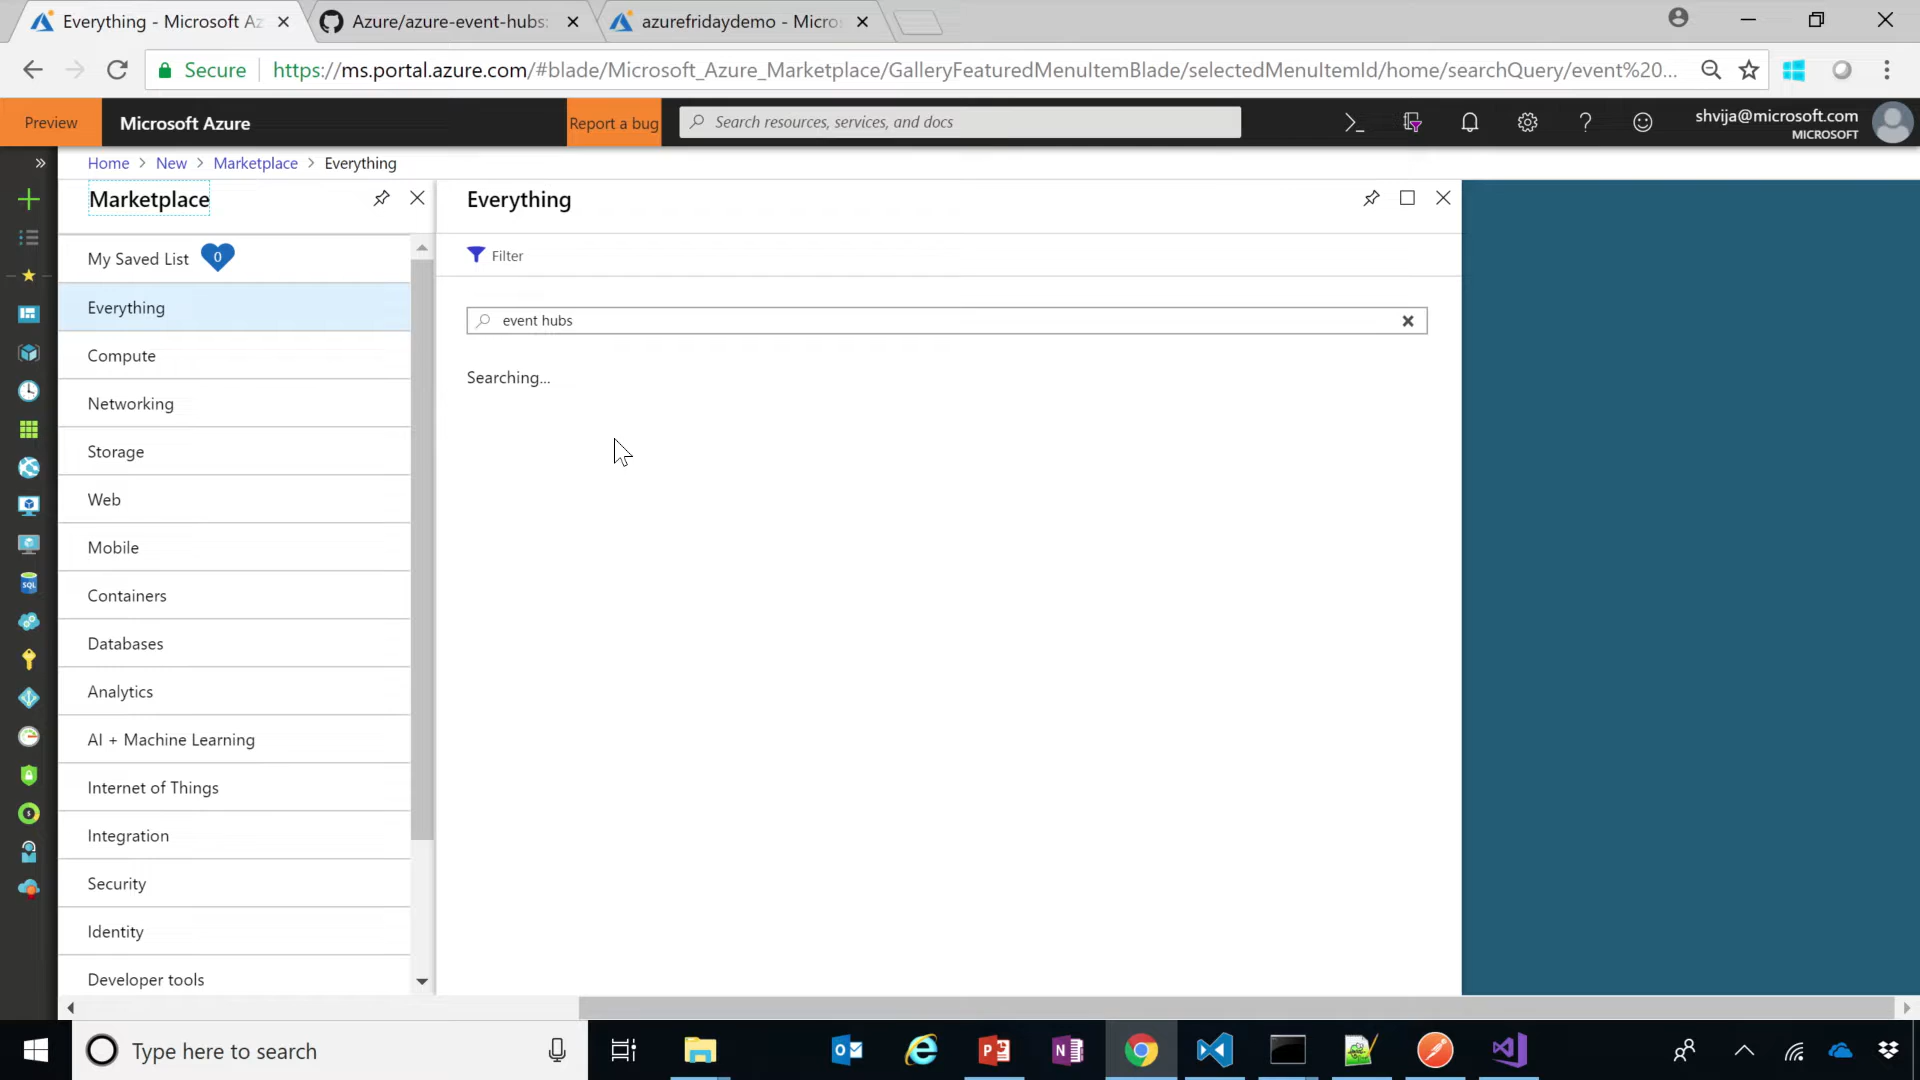 Everything - Microsoft Az
Azure/azure-event-hubs:
azurefridaydemo - Micro
Secure
https://ms.portal.azure.com/#blade/Microsoft_Azure_Marketplace/GalleryFeaturedMenuItemBlade/selectedMenuItemId/home/searchQuery/event%20...
Preview
Microsoft Azure
Report a bug
Search resources, services, and docs
shvija@microsoft.com
MICROSOFT
Home > New > Marketplace > Everything
Marketplace
My Saved List 0
Everything
Compute
Networking
Storage
Web
Mobile
Containers
Databases
Analytics
AI + Machine Learning
Internet of Things
Integration
Security
Identity
Developer tools
Everything
Filter
event hubs
Searching...
SQL
Type here to search